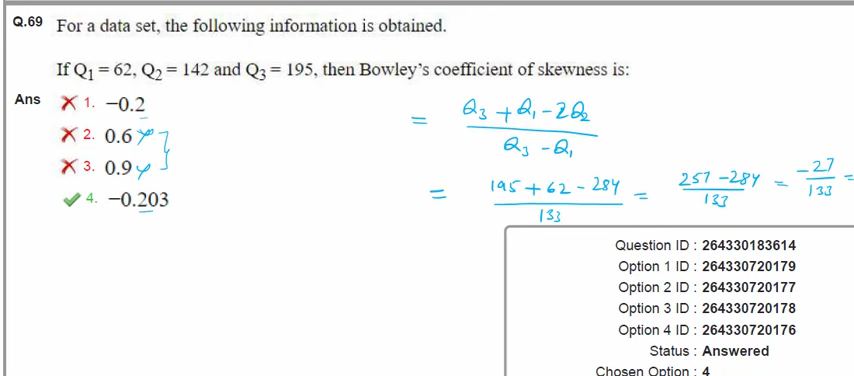 Q.69 For a data set, the following information is obtained.
If Q₁ = 62, Q₂ = 142 and Q₃ = 195, then Bowley's coefficient of skewness is:
Ans 1. −0.2
2. 0.6
3. 0.9
4. −0.203
= Q₃ + Q₁ − 2Q₂ / Q₃ − Q₁
= 195 + 62 − 284 / 133 = 257 − 284 / 133 = −27 / 133 =
Question ID : 264330183614
Option 1 ID : 264330720179
Option 2 ID : 264330720177
Option 3 ID : 264330720178
Option 4 ID : 264330720176
Status : Answered
Chosen Option : 4